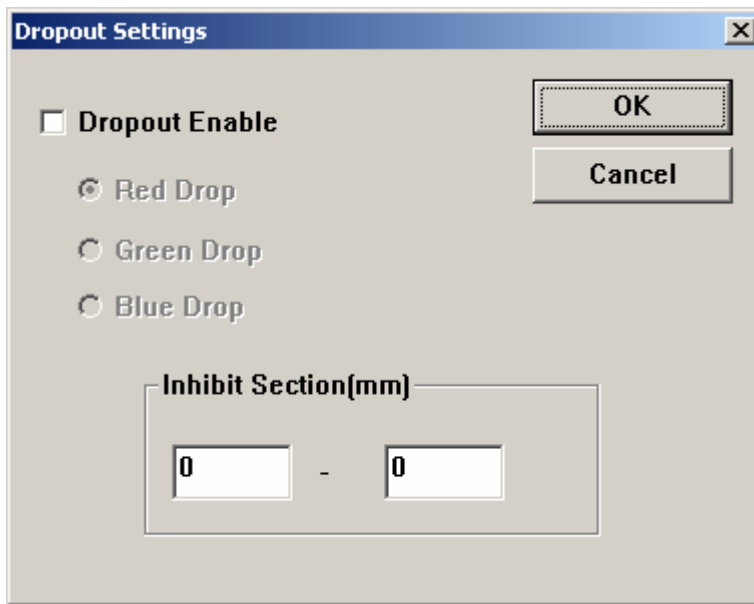 Dropout Settings
Dropout Enable
OK
Cancel
Red Drop
Green Drop
Blue Drop
Inhibit Section(mm)
0 - 0